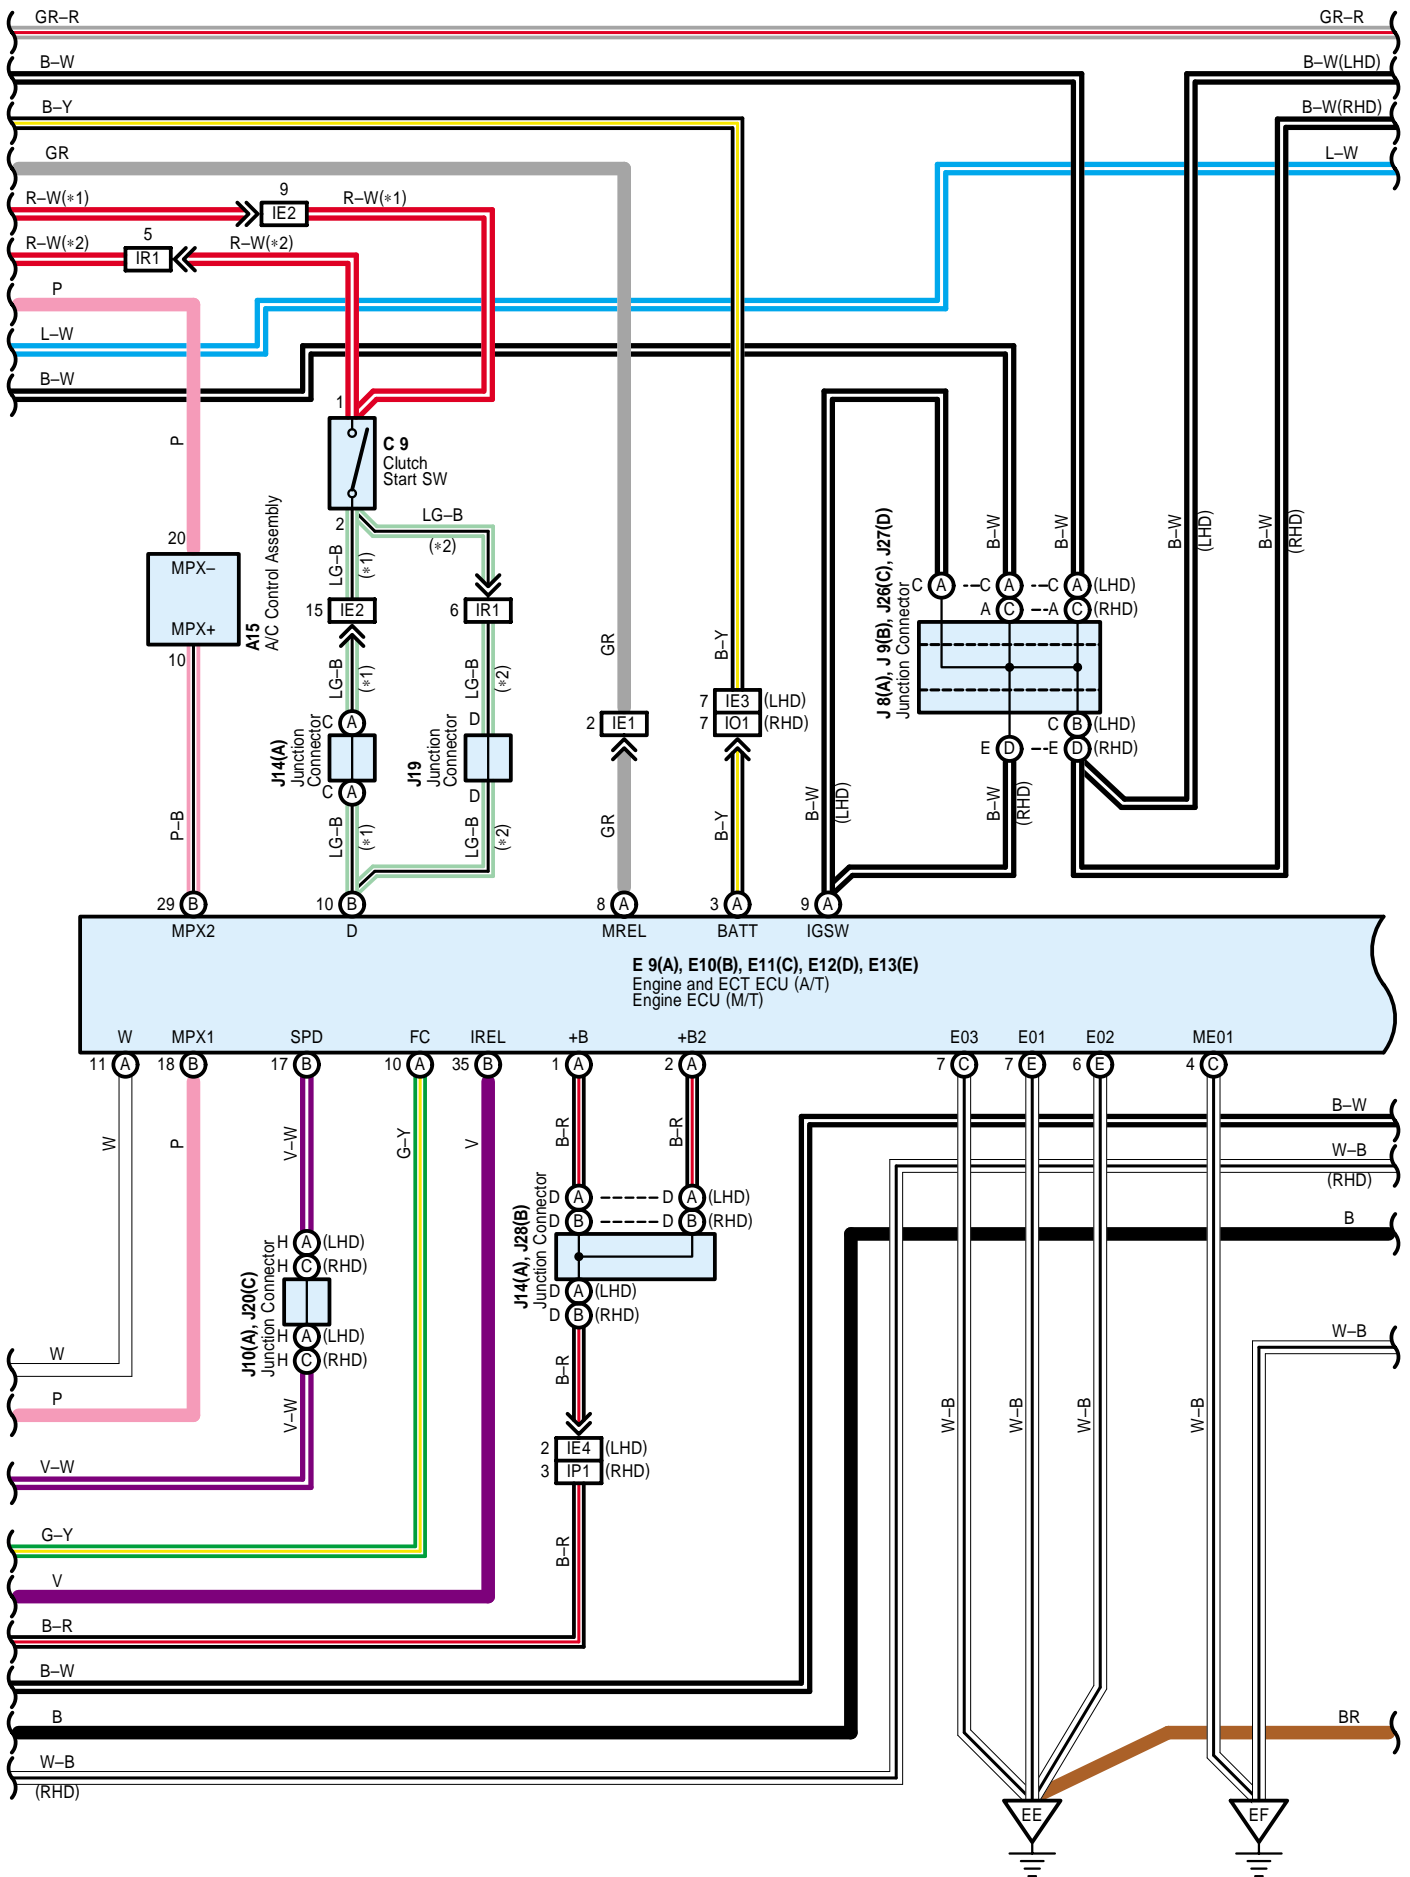 GR–R
GR–R
B–W
B–W(LHD)
B–Y
B–W(RHD)
GR
L–W
R–W(*1)
9
IE2
R–W(*1)
R–W(*2)
5
IR1
R–W(*2)
P
L–W
B–W
1
P
C 9
Clutch
Start SW
2
LG–B
(*2)
LG–B
(*1)
20
MPX–
MPX+
10
A15
A/C Control Assembly
15
IE2
6
IR1
LG–B
(*1)
LG–B
(*2)
GR
B–Y
B–W
B–W
B–W
(LHD)
B–W
(RHD)
J 8(A), J 9(B), J26(C), J27(D)
Junction Connector
C
A
C
A
C
A
(LHD)
A
C
A
C
(RHD)
C
B
(LHD)
E
D
E
D
(RHD)
7
IE3
(LHD)
7
IO1
(RHD)
2
IE1
C
A
J14(A)
Junction
Connector
C
A
D
J19
Junction
Connector
D
P–B
LG–B
(*1)
LG–B
(*2)
GR
B–Y
B–W
(LHD)
B–W
(RHD)
29
B
10
B
8
A
3
A
9
A
MPX2
D
MREL
BATT
IGSW
E 9(A), E10(B), E11(C), E12(D), E13(E)
Engine and ECT ECU (A/T)
Engine ECU (M/T)
W
MPX1
SPD
FC
IREL
+B
+B2
E03
E01
E02
ME01
11
A
18
B
17
B
10
A
35
B
1
A
2
A
7
C
7
E
6
E
4
C
W
P
V–W
G–Y
V
B–R
B–R
B–W
W–B
(RHD)
B
D
A
D
A
(LHD)
D
B
D
B
(RHD)
J14(A), J28(B)
Junction Connector
D
A
(LHD)
D
B
(RHD)
H
A
(LHD)
H
C
(RHD)
J10(A), J20(C)
Junction Connector
H
A
(LHD)
H
C
(RHD)
W–B
W
P
V–W
B–R
W–B
W–B
W–B
W–B
2
IE4
(LHD)
3
IP1
(RHD)
V–W
G–Y
B–R
V
B–R
B–W
B
BR
W–B
(RHD)
EE
EF